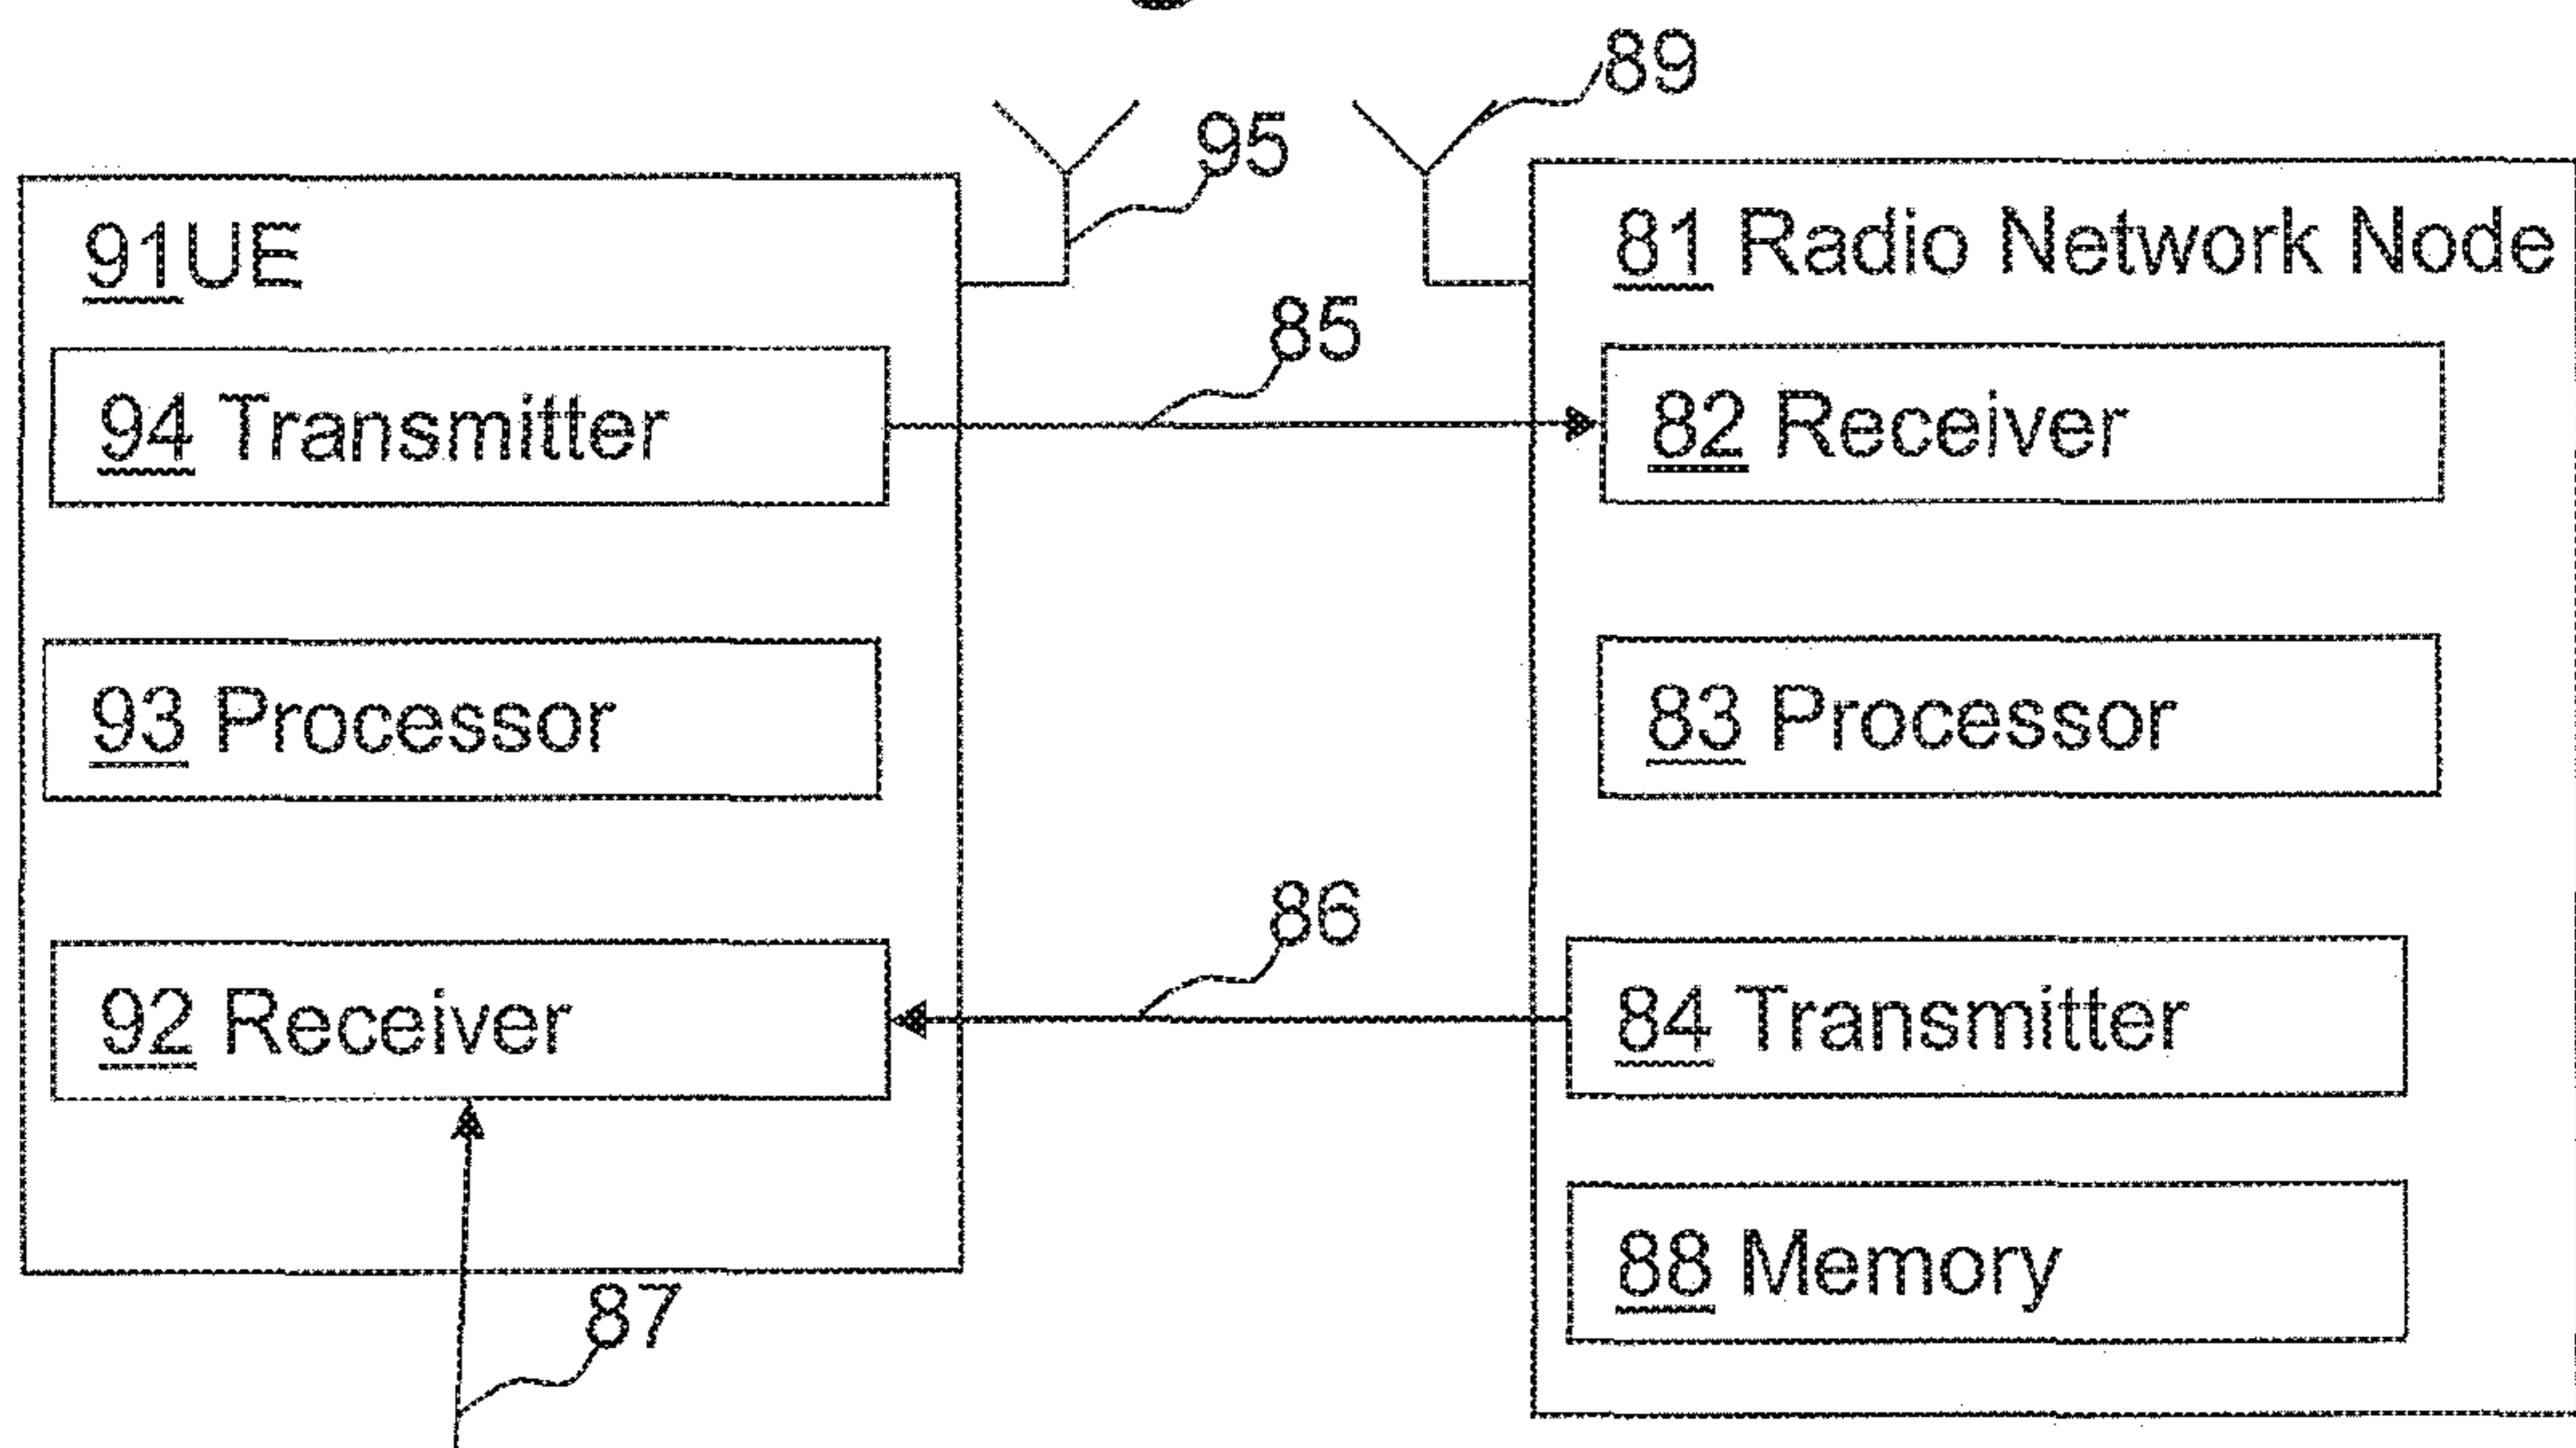 89
95
91UE
81 Radio Network Node
85
94 Transmitter
82 Receiver
93 Processor
83 Processor
86
92 Receiver
84 Transmitter
88 Memory
87